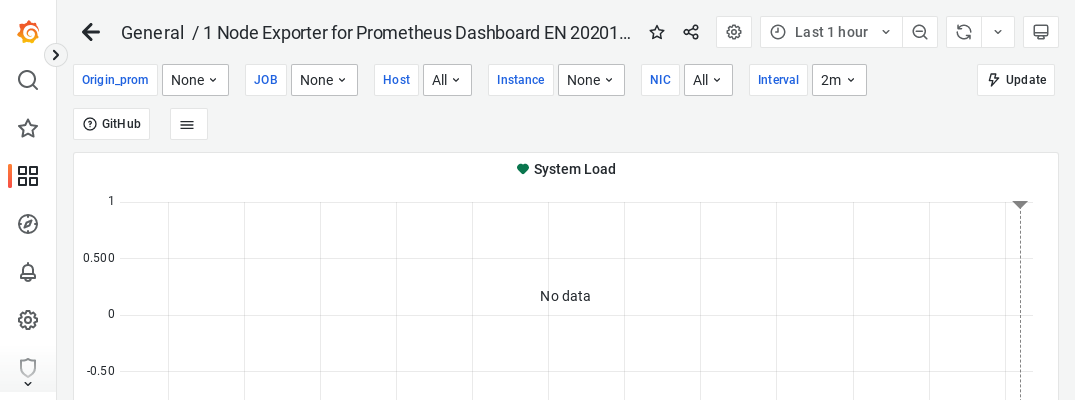 General / 1 Node Exporter for Prometheus Dashboard EN 20201...
Last 1 hour
Origin_prom None JOB None Host All Instance None NIC All Interval 2m Update
GitHub
System Load
1
0.500
No data
0
-0.50